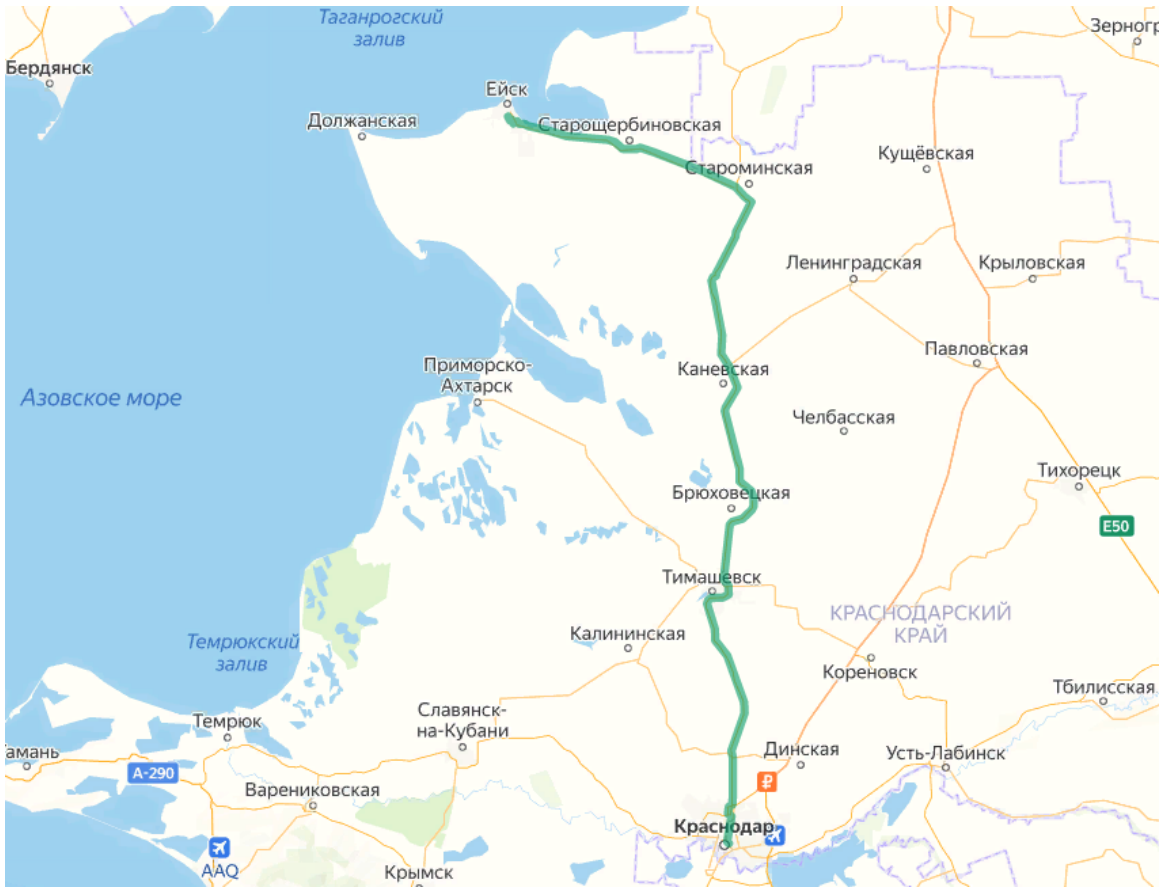 Таганрогский
залив
Зерногр
Бердянск
Ейск
Должанская
Старощербиновская
Кущёвская
Староминская
Ленинградская
Крыловская
Павловская
Приморско-
Ахтарск
Каневская
Азовское море
Челбасская
Тихорецк
Брюховецкая
E50
Тимашевск
КРАСНОДАРСКИЙ
КРАЙ
Калининская
Темрюкский
залив
Кореновск
Тбилисская
Славянск-
на-Кубани
Темрюк
амань
Динская
Усть-Лабинск
А-290
₽
Варениковская
Краснодар
AAQ
Крымск